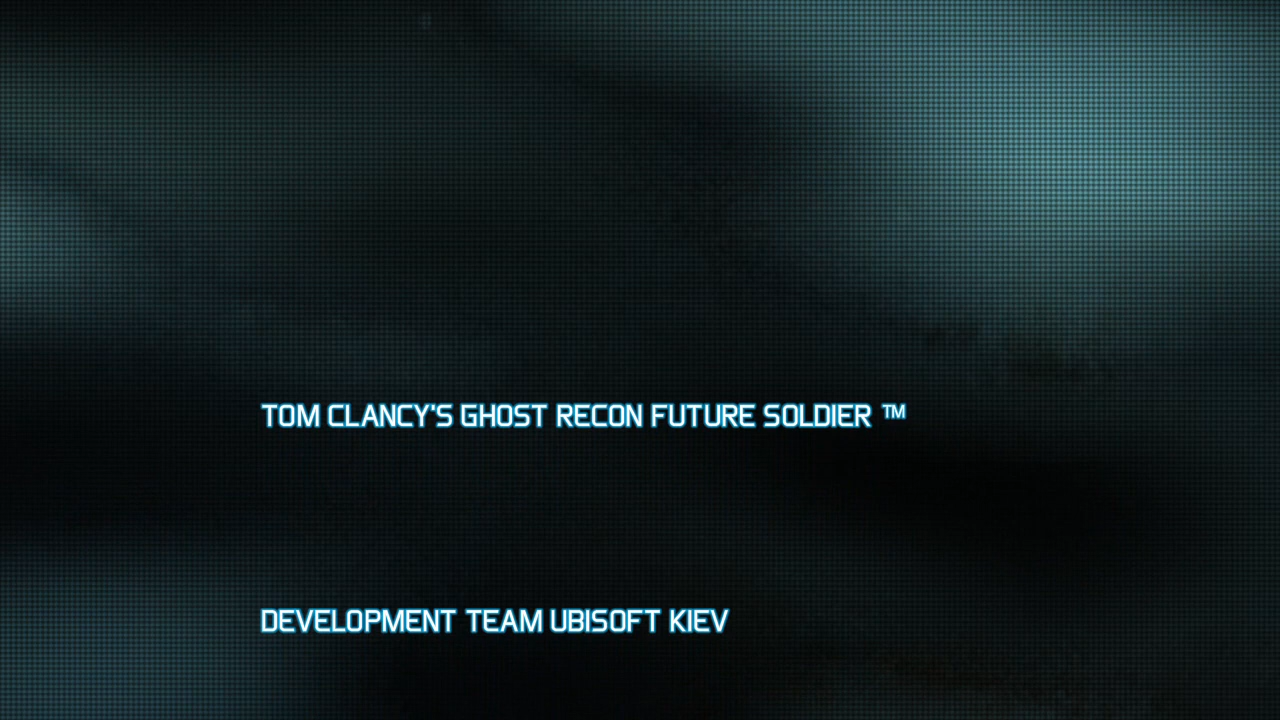 TOM CLANCY'S GHOST RECON FUTURE SOLDIER ™
DEVELOPMENT TEAM UBISOFT KIEV